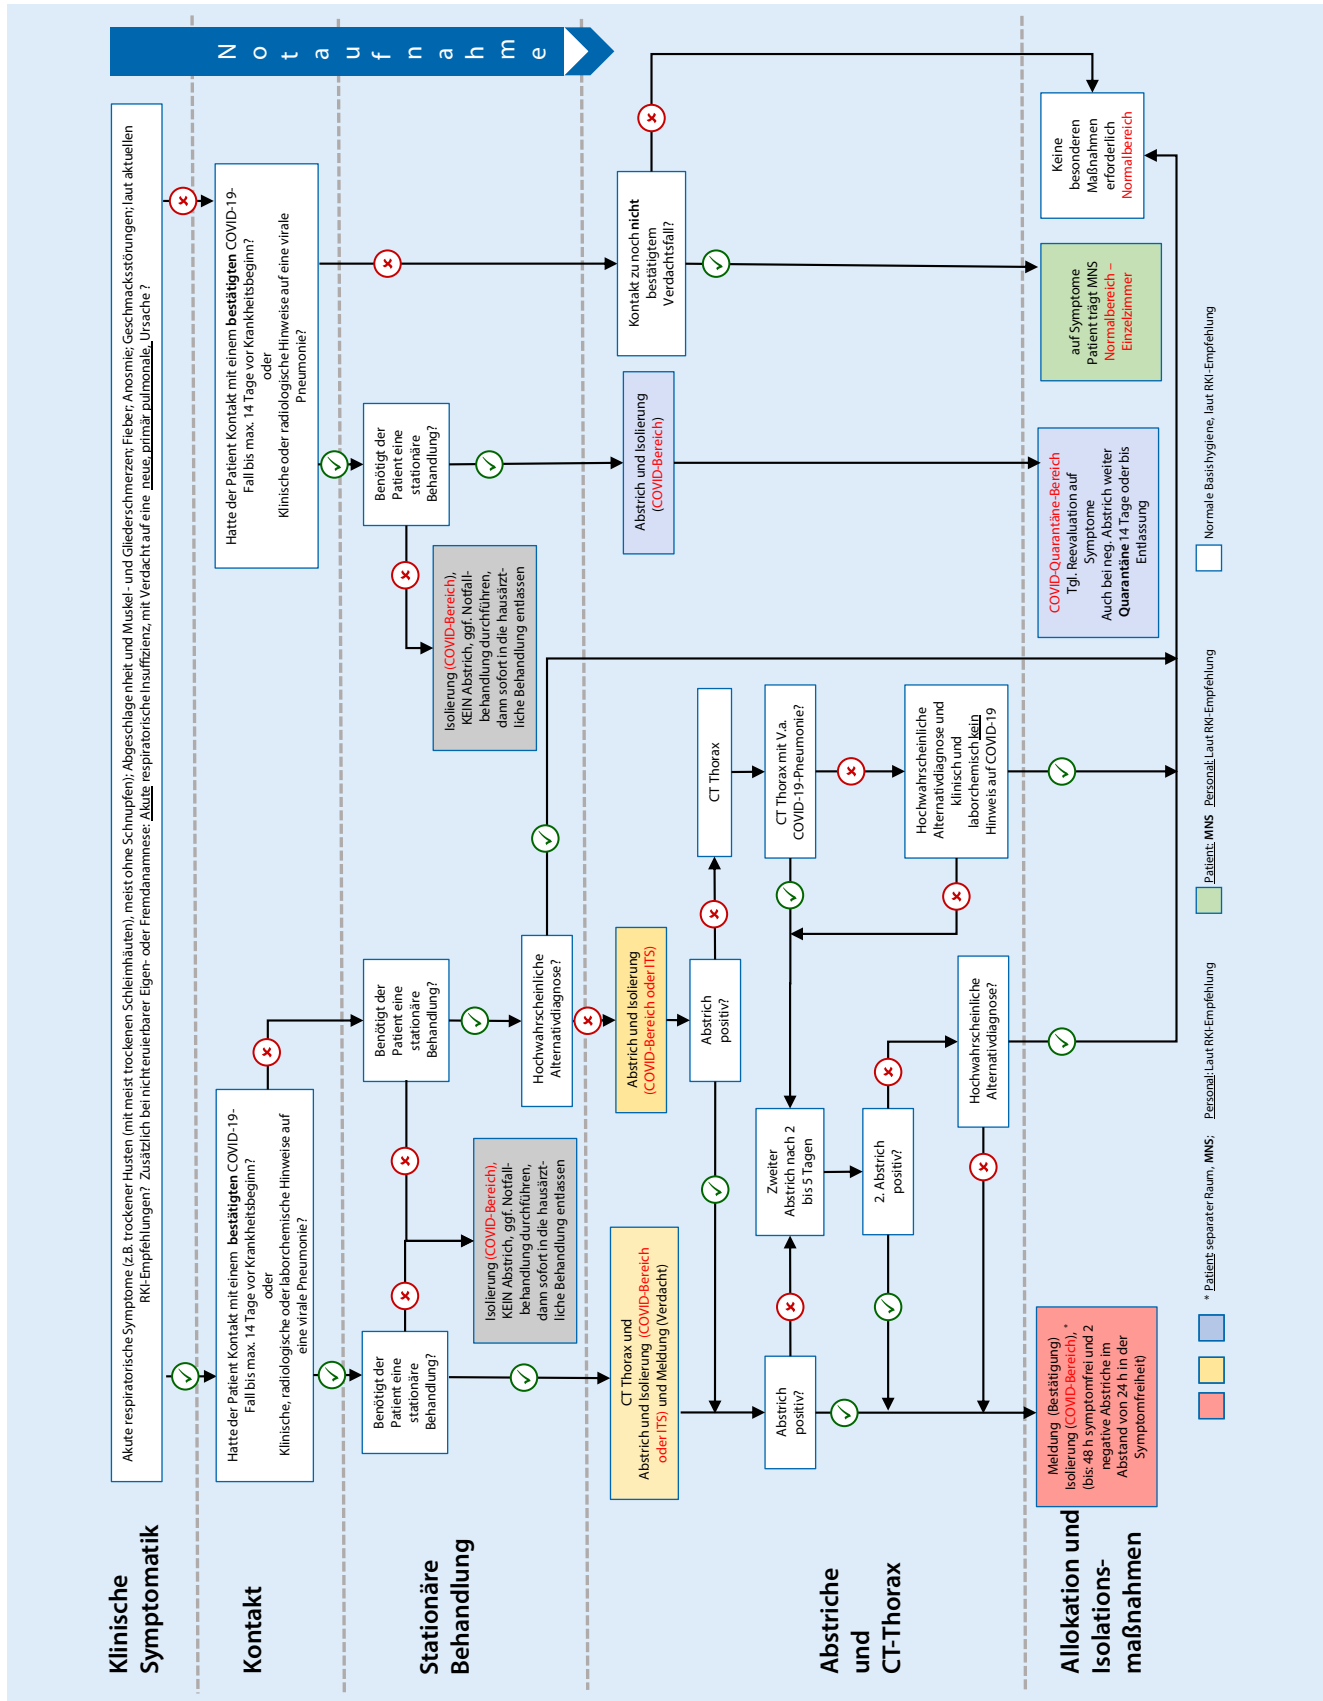 Notaufnahme
Klinische
Symptomatik
Akute respiratorische Symptome (z.B. trockener Husten (mit meist trockenen Schleimhäuten), meist ohne Schnupfen); Abgeschlagenheit und Muskel- und Gliederschmerzen; Fieber; Anosmie; Geschmacksstörungen; laut aktuellen
RKI-Empfehlungen? Zusätzlich bei nicht eruierbarer Eigen- oder Fremdanamnese: Akute respiratorische Insuffizienz, mit Verdacht auf eine neue, primär pulmonale, Ursache ?
Kontakt
Hatte der Patient Kontakt mit einem bestätigten COVID-19-
Fall bis max. 14 Tage vor Krankheitsbeginn?
oder
Klinische, radiologische oder laborchemische Hinweise auf
eine virale Pneumonie?
Hatte der Patient Kontakt mit einem bestätigten COVID-19-
Fall bis max. 14 Tage vor Krankheitsbeginn?
oder
Klinische oder radiologische Hinweise auf eine virale
Pneumonie?
Stationäre
Behandlung
Benötigt der
Patient eine
stationäre
Behandlung?
Benötigt der
Patient eine
stationäre
Behandlung?
Benötigt der
Patient eine
stationäre
Behandlung?
Isolierung (COVID-Bereich),
KEIN Abstrich, ggf. Notfall-
behandlung durchführen,
dann sofort in die hausärzt-
liche Behandlung entlassen
Hochwahrscheinliche
Alternativdiagnose?
Isolierung (COVID-Bereich),
KEIN Abstrich, ggf. Notfall-
behandlung durchführen,
dann sofort in die hausärzt-
liche Behandlung entlassen
Abstriche
und
CT-Thorax
CT Thorax und
Abstrich und Isolierung (COVID-Bereich
oder ITS) und Meldung (Verdacht)
Abstrich und Isolierung
(COVID-Bereich oder ITS)
Abstrich und Isolierung
(COVID-Bereich)
Kontakt zu noch nicht
bestätigtem
Verdachtsfall?
Abstrich
positiv?
CT Thorax
Abstrich
positiv?
Zweiter
Abstrich nach 2
bis 5 Tagen
CT Thorax mit V.a.
COVID-19-Pneumonie?
2. Abstrich
positiv?
Hochwahrscheinliche
Alternativdiagnose und
klinisch und
laborchemisch kein
Hinweis auf COVID-19
Hochwahrscheinliche
Alternativdiagnose?
Allokation und
Isolations-
maßnahmen
Meldung (Bestätigung)
Isolierung (COVID-Bereich), *
(bis: 48 h symptomfrei und 2
negative Abstriche im
Abstand von 24 h in der
Symptomfreiheit)
COVID-Quarantäne-Bereich
Tgl. Reevaluation auf
Symptome
Auch bei neg. Abstrich weiter
Quarantäne 14 Tage oder bis
Entlassung
auf Symptome
Patient trägt MNS
Normalbereich –
Einzelzimmer
Keine
besonderen
Maßnahmen
erforderlich
Normalbereich
* Patient: separater Raum, MNS; Personal: Laut RKI-Empfehlung
Patient: MNS Personal: Laut RKI-Empfehlung
Normale Basishygiene, laut RKI-Empfehlung